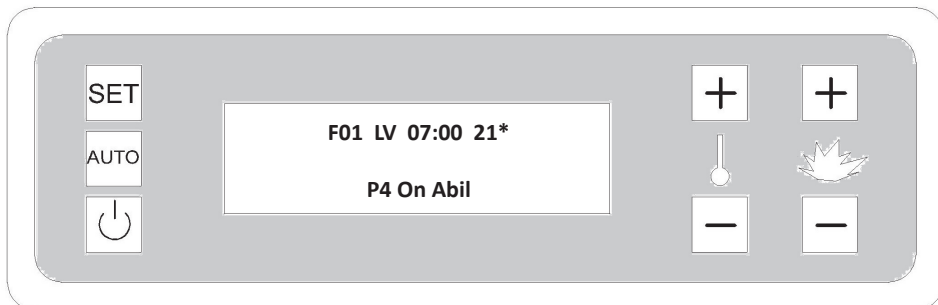 SET
AUTO
F01 LV 07:00 21*
P4 On Abil
+
+
−
−